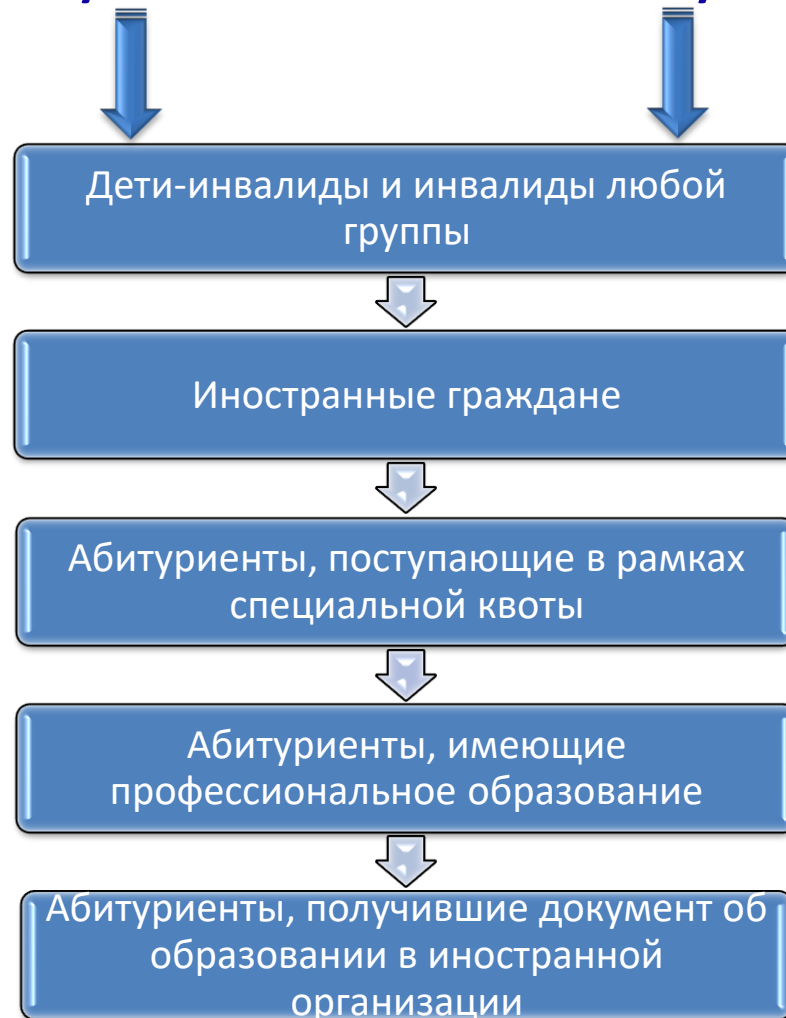 Дети-инвалиды и инвалиды любой
группы
Иностранные граждане
Абитуриенты, поступающие в рамках
специальной квоты
Абитуриенты, имеющие
профессиональное образование
Абитуриенты, получившие документ об
образовании в иностранной
организации